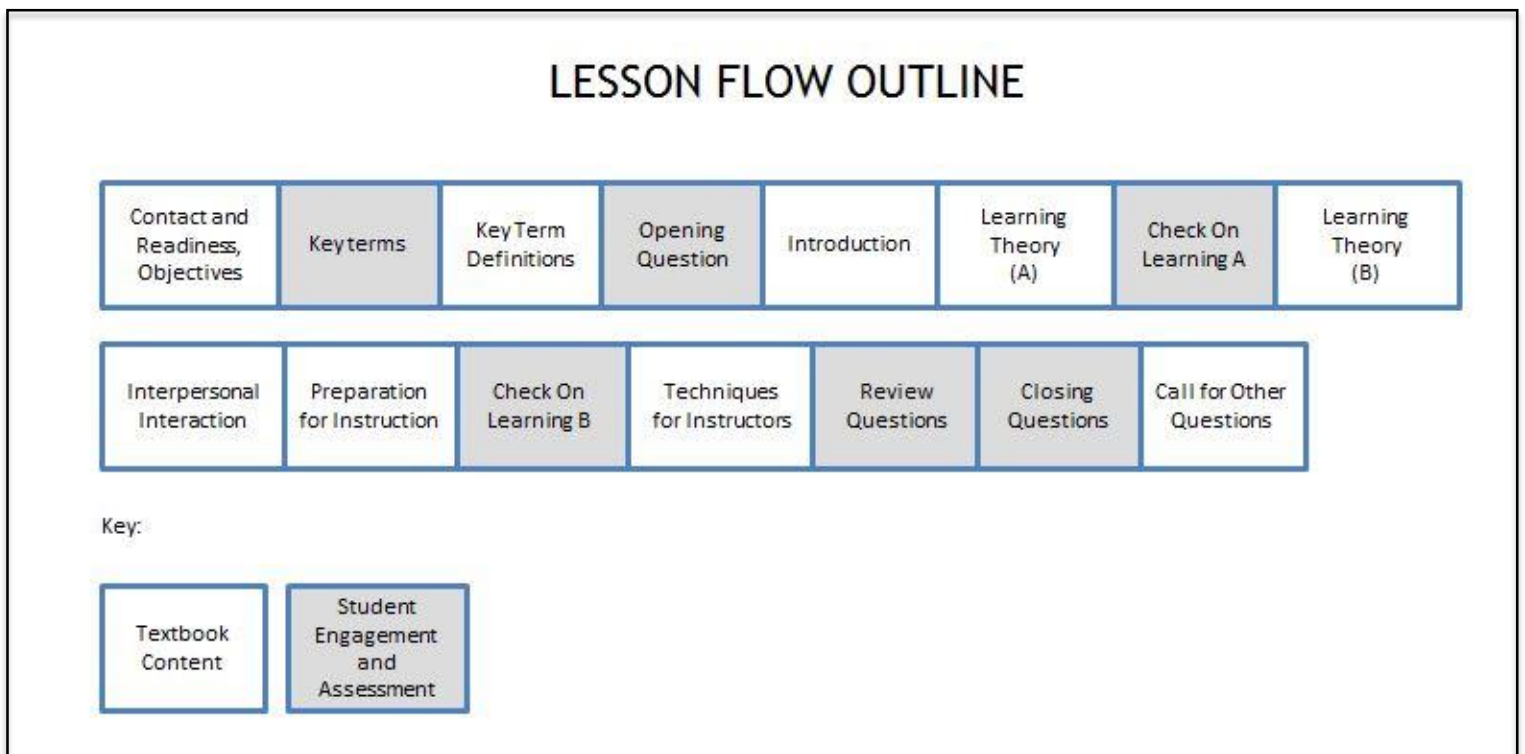 LESSON FLOW OUTLINE
Contact and
Readiness,
Objectives
Key terms
Key Term
Definitions
Opening
Question
Introduction
Learning
Theory
(A)
Check On
Learning A
Learning
Theory
(B)
Interpersonal
Interaction
Preparation
for Instruction
Check On
Learning B
Techniques
for Instructors
Review
Questions
Closing
Questions
Call for Other
Questions
Key:
Textbook
Content
Student
Engagement
and
Assessment